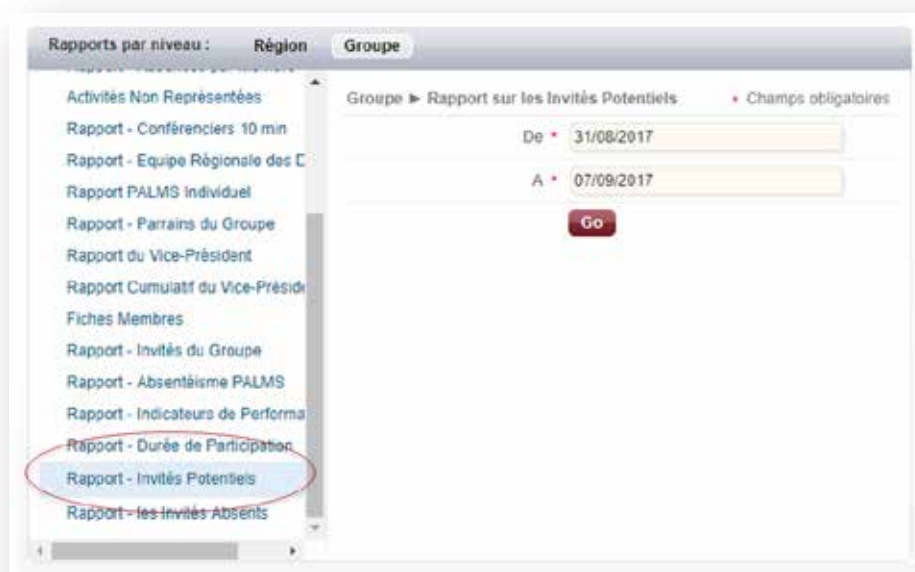 Rapports par niveau : Région Groupe
Activités Non Représentées
Rapport - Conférenciers 10 min
Rapport - Equipe Régionale des D
Rapport PALMS Individuel
Rapport - Parrains du Groupe
Rapport du Vice-Président
Rapport Cumulatif du Vice-Préside
Fiches Membres
Rapport - Invités du Groupe
Rapport - Absentéisme PALMS
Rapport - Indicateurs de Performa
Rapport - Durée de Participation
Rapport - Invités Potentiels
Rapport - les Invités Absents
Groupe ► Rapport sur les Invités Potentiels • Champs obligatoires
De • 31/08/2017
A • 07/09/2017
Go